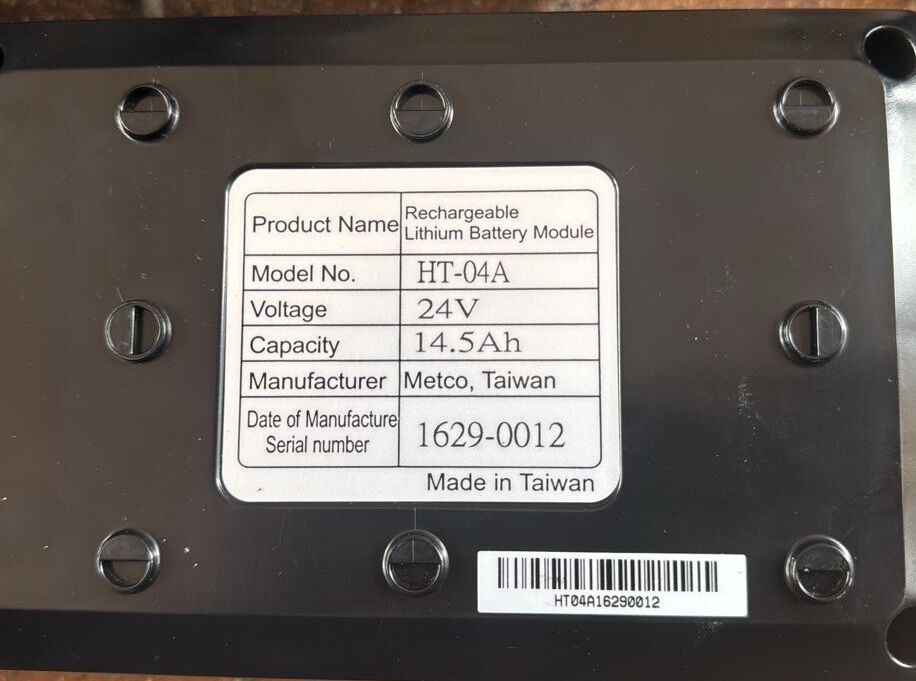 Product Name Rechargeable
Lithium Battery Module
Model No. HT-04A
Voltage 24V
Capacity 14.5Ah
Manufacturer Metco, Taiwan
Date of Manufacture
Serial number 1629-0012
Made in Taiwan
HT04A16290012